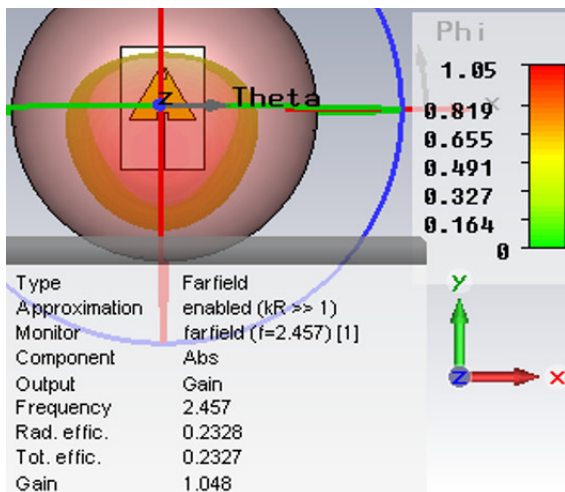 Phi
1.05
x
Theta
z
0.819
0.655
0.491
0.327
0.164
0
Type Farfield
Approximation enabled (kR >> 1)
Monitor farfield (f=2.457) [1]
Component Abs
Output Gain
Frequency 2.457
Rad. effic. 0.2328
Tot. effic. 0.2327
Gain 1.048
y
z
x